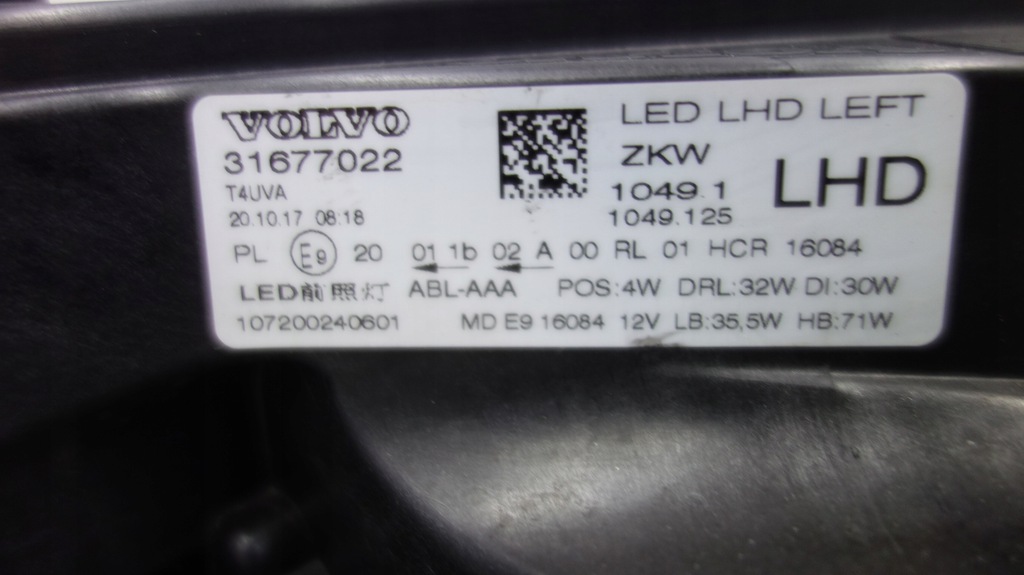 VOLVO
31677022
T4UVA
20.10.17 08:18
LED LHD LEFT
ZKW
1049.1
1049.125
LHD
PL E9 20 01 1b 02 A 00 RL 01 HCR 16084
LED前照灯 ABL-AAA POS:4W DRL:32W DI:30W
107200240601 MD E9 16084 12V LB:35,5W HB:71W